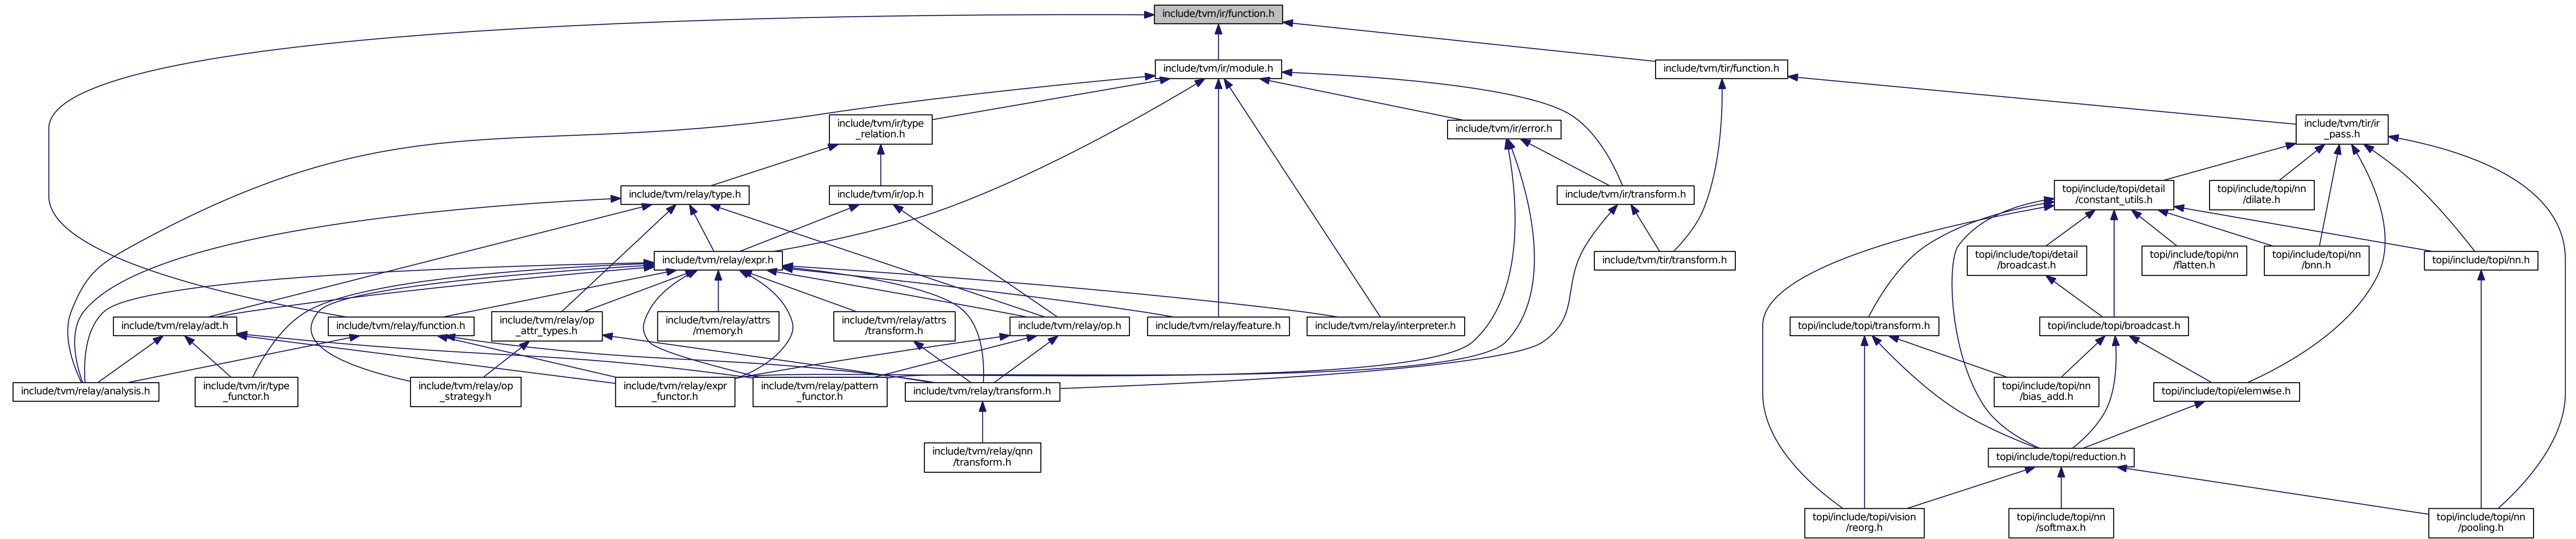 include/tvm/ir/function.h
include/tvm/ir/module.h
include/tvm/tir/function.h
include/tvm/ir/type
_relation.h
include/tvm/ir/error.h
include/tvm/tir/ir
_pass.h
include/tvm/relay/type.h
include/tvm/ir/op.h
include/tvm/ir/transform.h
topi/include/topi/detail
/constant_utils.h
topi/include/topi/nn
/dilate.h
include/tvm/relay/expr.h
include/tvm/tir/transform.h
topi/include/topi/detail
/broadcast.h
topi/include/topi/nn
/flatten.h
topi/include/topi/nn
/bnn.h
topi/include/topi/nn.h
include/tvm/relay/adt.h
include/tvm/relay/function.h
include/tvm/relay/op
_attr_types.h
include/tvm/relay/attrs
/memory.h
include/tvm/relay/attrs
/transform.h
include/tvm/relay/op.h
include/tvm/relay/feature.h
include/tvm/relay/interpreter.h
topi/include/topi/transform.h
topi/include/topi/broadcast.h
include/tvm/relay/analysis.h
include/tvm/ir/type
_functor.h
include/tvm/relay/op
_strategy.h
include/tvm/relay/expr
_functor.h
include/tvm/relay/pattern
_functor.h
include/tvm/relay/transform.h
topi/include/topi/nn
/bias_add.h
topi/include/topi/elemwise.h
include/tvm/relay/qnn
/transform.h
topi/include/topi/reduction.h
topi/include/topi/vision
/reorg.h
topi/include/topi/nn
/softmax.h
topi/include/topi/nn
/pooling.h